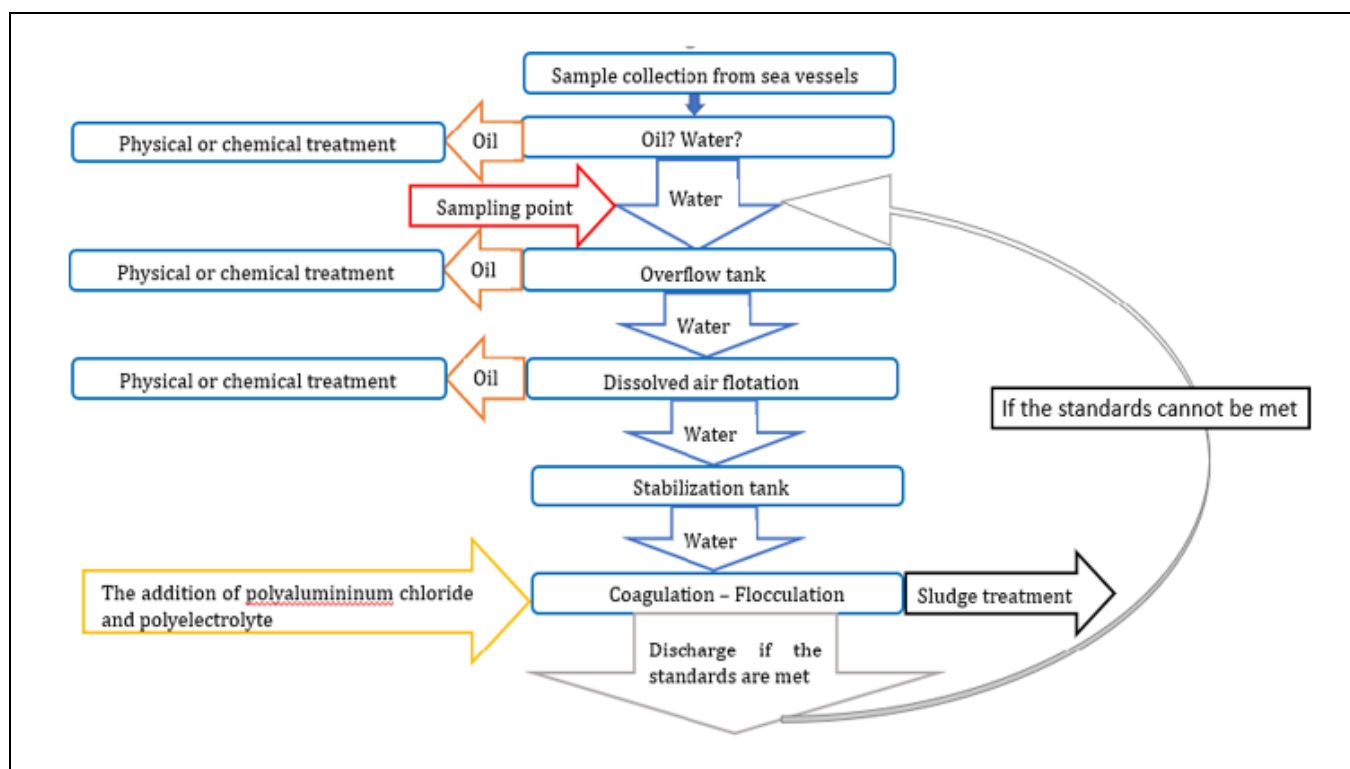 Sample collection from sea vessels
Physical or chemical treatment
Oil
Oil? Water?
Water
Sampling point
Physical or chemical treatment
Oil
Overflow tank
Water
Physical or chemical treatment
Oil
Dissolved air flotation
If the standards cannot be met
Water
Stabilization tank
Water
The addition of polyalumininum chloride
and polyelectrolyte
Coagulation – Flocculation
Sludge treatment
Discharge if the
standards are met